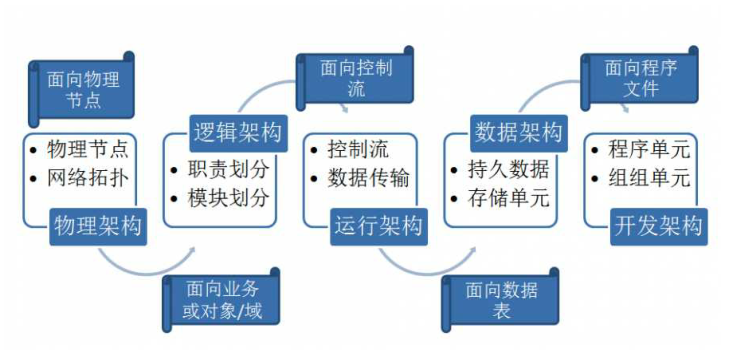 面向物理
节点
物理节点
网络拓扑
物理架构
面向业务
或对象/域
逻辑架构
职责划分
模块划分
面向控制
流
控制流
数据传输
运行架构
面向数据
表
数据架构
持久数据
存储单元
面向程序
文件
程序单元
组组单元
开发架构